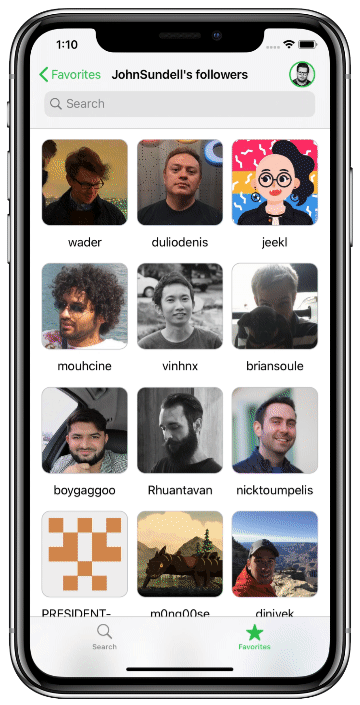 1:10
Favorites
JohnSundell's followers
Search
wader
duliodenis
jeekl
mouhcine
vinhnx
briansoule
boygaggoo
Rhuantavan
nicktoumpelis
PRESIDENT-
m0ng00se
Search
Favorites